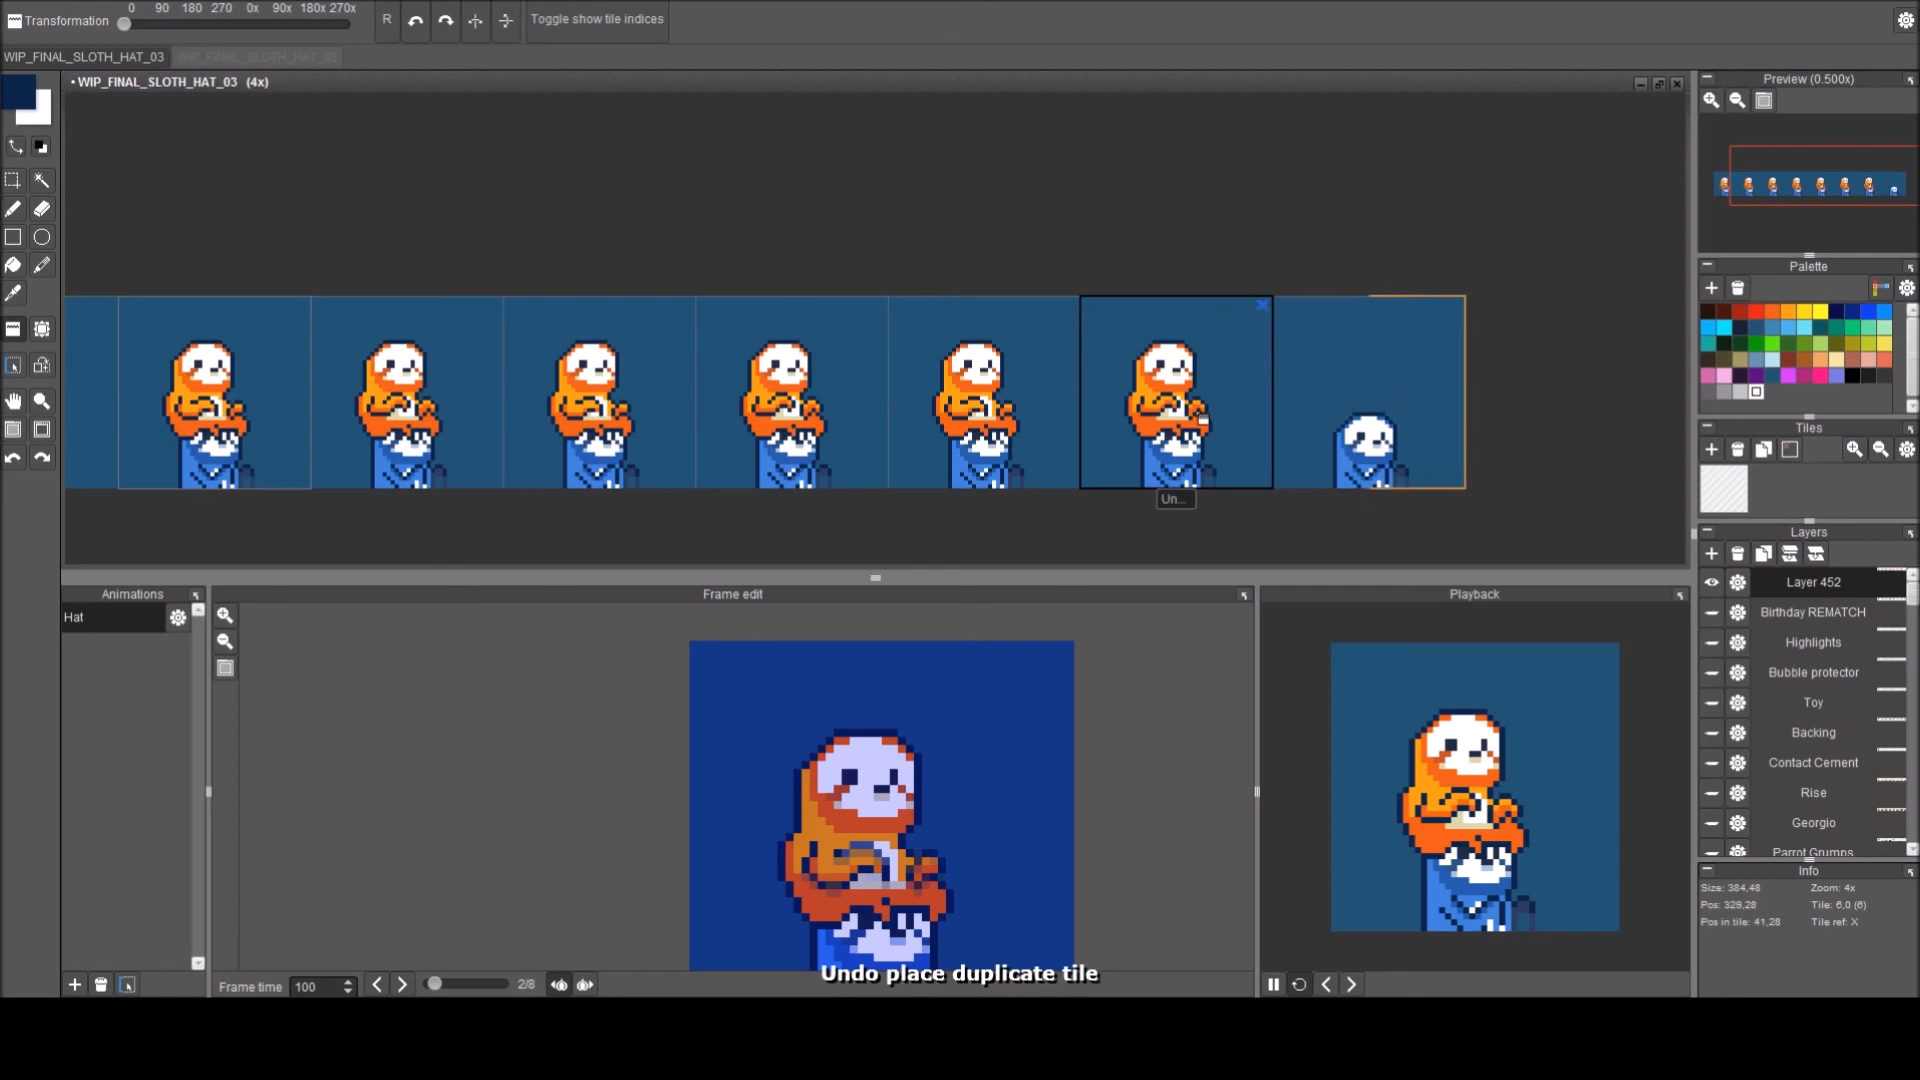 0 90 180 270 0x 90x 180x 270x
Transformation
R
Toggle show tile indices
WIP_FINAL_SLOTH_HAT_03
WIP_FINAL_SLOTH_HAT_03
• WIP_FINAL_SLOTH_HAT_03 (4x)
Un...
Preview (0.500x)
Palette
Tiles
Layers
Layer 452
Birthday REMATCH
Highlights
Bubble protector
Toy
Backing
Contact Cement
Rise
Georgio
Parrot Grumps
Info
Size: 384,48 Zoom: 4x
Pos: 329,28 Tile: 6,0 (6)
Pos in tile: 41,28 Tile ref: X
Animations
Hat
Frame edit
Playback
Frame time 100
2/8
Undo place duplicate tile